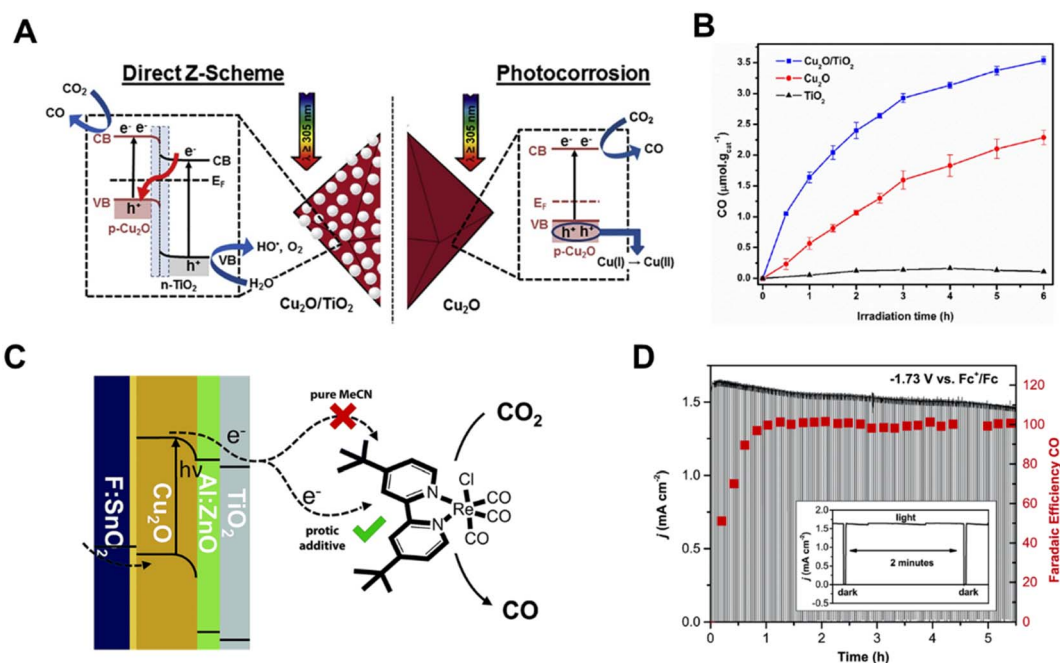 A
Direct Z-Scheme
Photocorrosion
λ ≥ 305 nm
λ ≥ 305 nm
CO2
CO
e- e-
CB
e-
CB
EF
VB
h+
p-Cu2O
n-TiO2
h+
VB
HO•, O2
H2O
Cu2O/TiO2
Cu2O
CO2
CO
e- e-
CB
EF
VB
h+ h+
p-Cu2O
Cu(I) → Cu(II)
B
CO (μmol.gcat-1)
3.5
3.0
2.5
2.0
1.5
1.0
0.5
0.0
Cu2O/TiO2
Cu2O
TiO2
0 1 2 3 4 5 6
Irradiation time (h)
C
F:SnO2
Cu2O
Al:ZnO
TiO2
hν
e-
pure MeCN
e-
protic
additive
N
N
Re
Cl
CO
CO
CO
CO2
CO
D
-1.73 V vs. Fc+/Fc
j (mA cm-2)
1.5
1.0
0.5
0.0
120
100
80
60
40
20
0
Faradaic Efficiency CO
j (mA cm-2)
2.0
1.5
1.0
0.5
0.0
-0.5
light
2 minutes
dark
dark
0 1 2 3 4 5
Time (h)